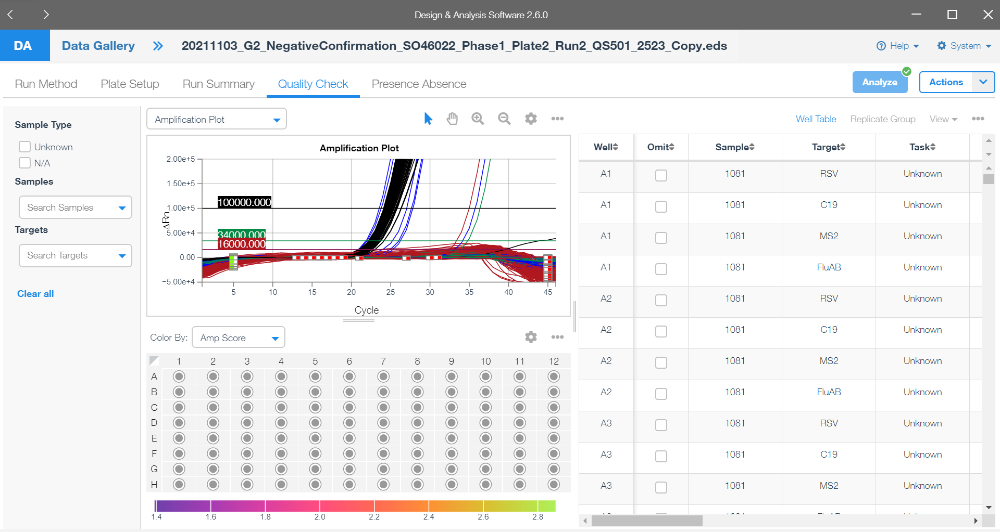 Design & Analysis Software 2.6.0
DA Data Gallery 20211103_G2_NegativeConfirmation_SO46022_Phase1_Plate2_Run2_QS501_2523_Copy.eds Help System
Run Method Plate Setup Run Summary Quality Check Presence Absence Analyze Actions
Sample Type
Unknown
N/A
Samples
Search Samples
Targets
Search Targets
Clear all
Amplification Plot
Amplification Plot
2.00e+5
1.50e+5
100000.000
1.00e+5
ΔRn
34000.000
5.00e+4
16000.000
0.00
−5.00e+4
5 10 15 20 25 30 35 40 45
Cycle
Color By: Amp Score
1 2 3 4 5 6 7 8 9 10 11 12
A
B
C
D
E
F
G
H
1.4 1.6 1.8 2.0 2.2 2.4 2.6 2.8
Well Table Replicate Group View
Well Omit Sample Target Task
A1 1081 RSV Unknown
A1 1081 C19 Unknown
A1 1081 MS2 Unknown
A1 1081 FluAB Unknown
A2 1081 RSV Unknown
A2 1081 C19 Unknown
A2 1081 MS2 Unknown
A2 1081 FluAB Unknown
A3 1081 RSV Unknown
A3 1081 C19 Unknown
A3 1081 MS2 Unknown